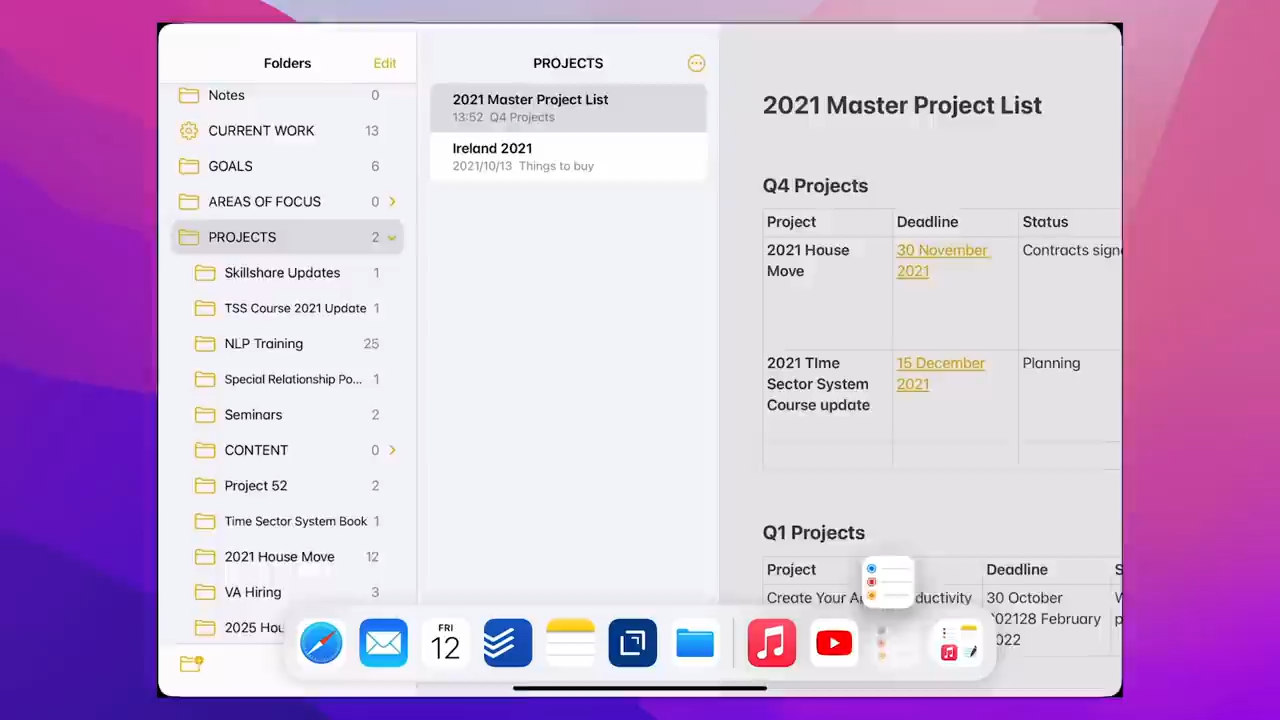 Folders
Edit
Notes 0
CURRENT WORK 13
GOALS 6
AREAS OF FOCUS 0
PROJECTS 2
Skillshare Updates 1
TSS Course 2021 Update 1
NLP Training 25
Special Relationship Po... 1
Seminars 2
CONTENT 0
Project 52 2
Time Sector System Book 1
2021 House Move 12
VA Hiring 3
PROJECTS
2021 Master Project List
13:52 Q4 Projects
Ireland 2021
2021/10/13 Things to buy
2021 Master Project List
Q4 Projects
Project Deadline Status
2021 House Move
30 November 2021
Contracts
2021 TIme Sector System Course update
15 December 2021
Planning
Q1 Projects
Project Deadline
Create Your
30 October
February
FRI
12